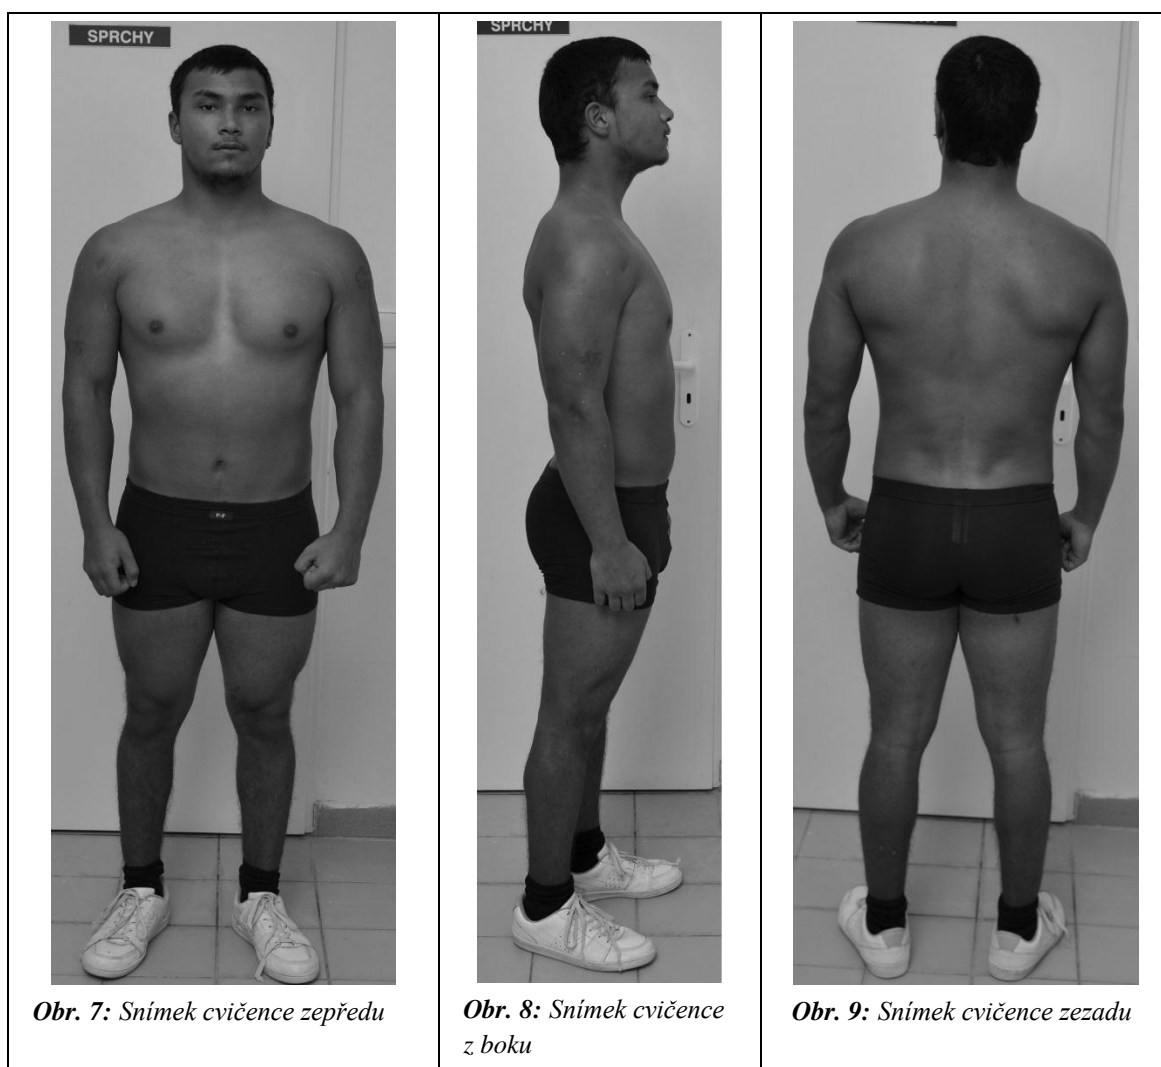 SPRCHY
SPRCHY
Obr. 7: Snímek cvičence zepředu
Obr. 8: Snímek cvičence
z boku
Obr. 9: Snímek cvičence zezadu